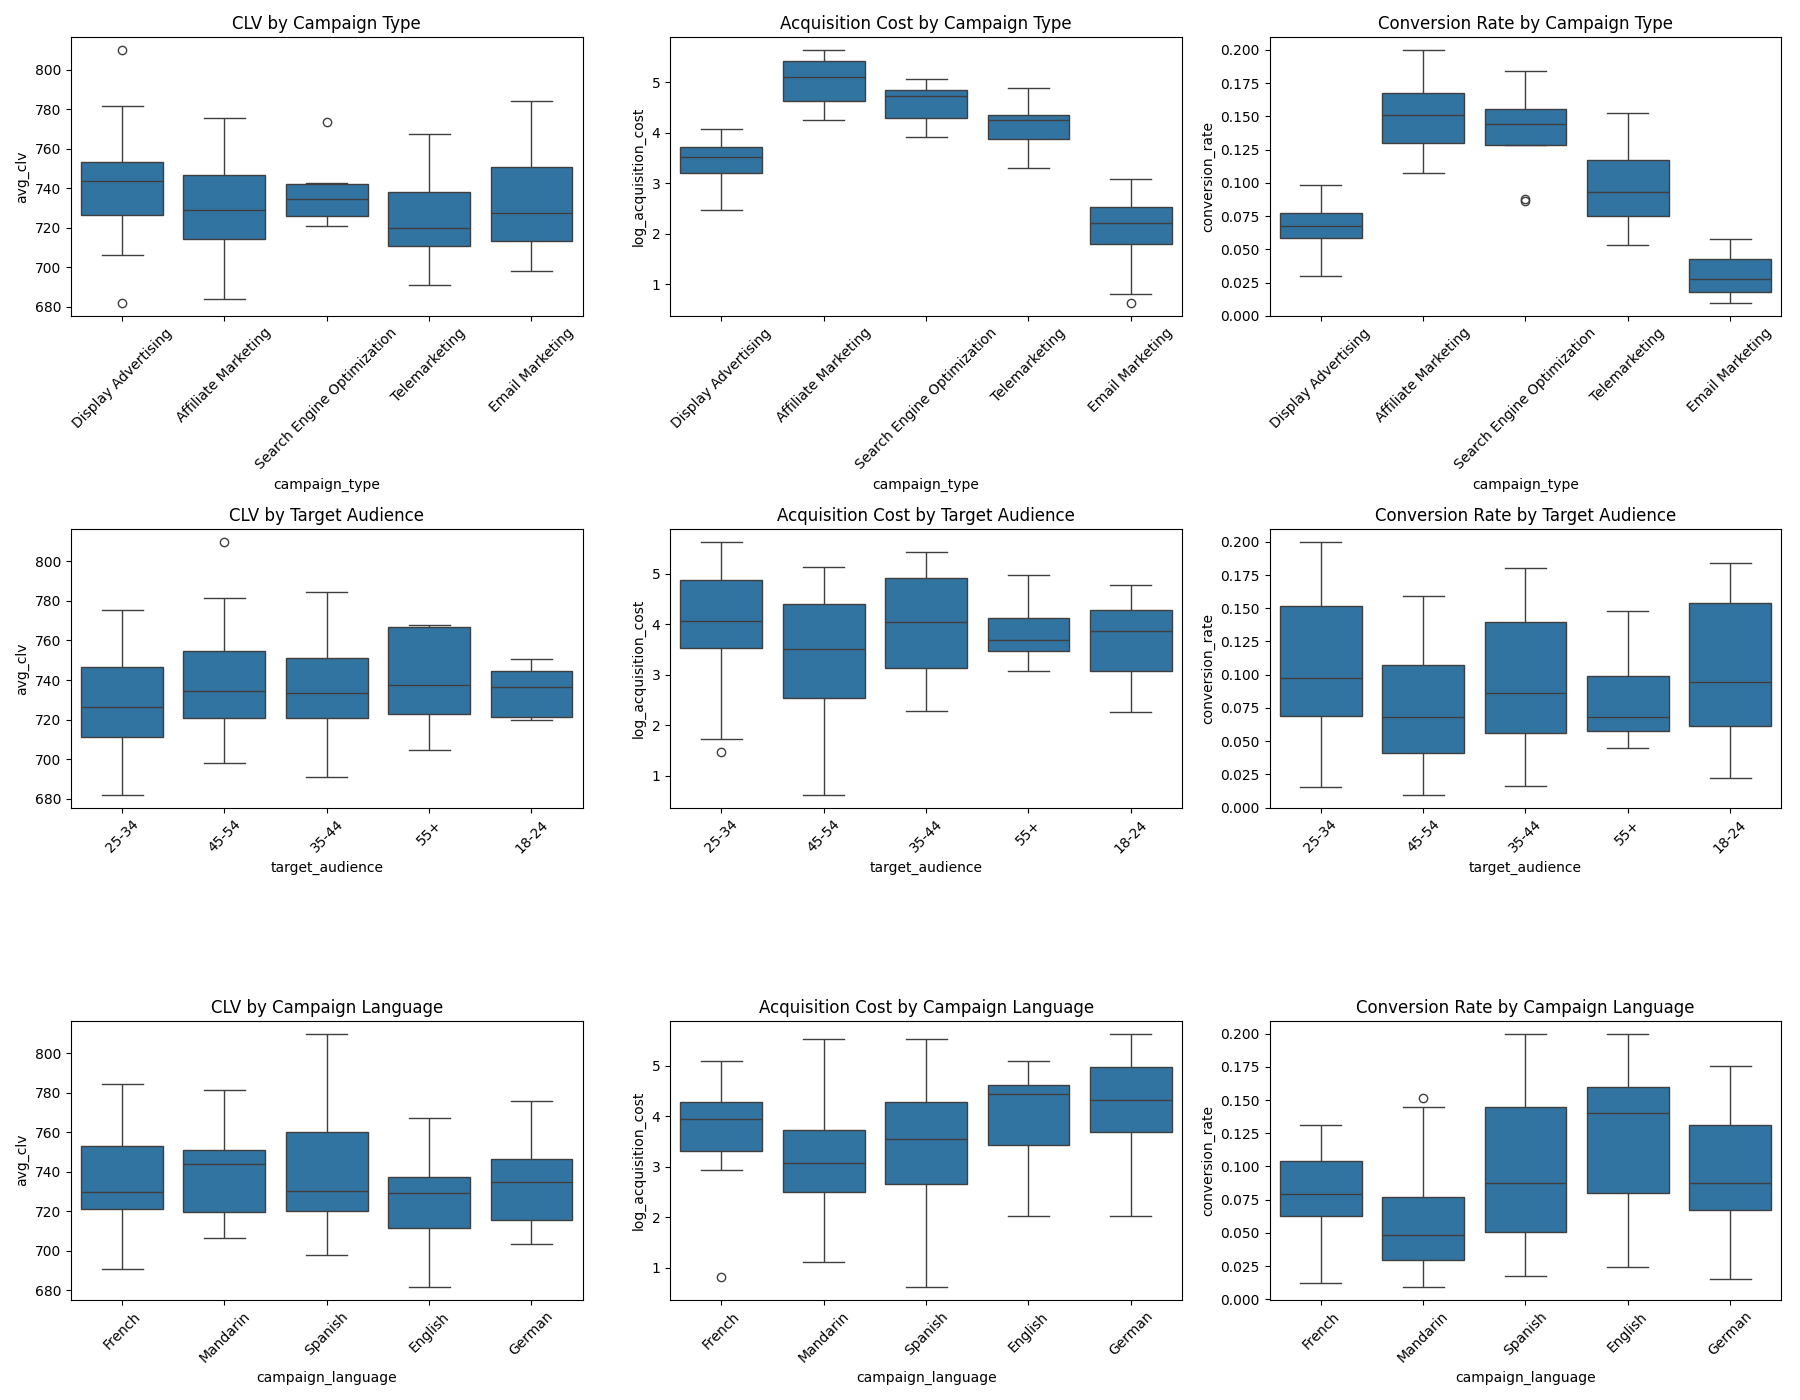 CLV by Campaign Type
avg_clv
800
780
760
740
720
700
680
Display Advertising
Affiliate Marketing
Search Engine Optimization
Telemarketing
Email Marketing
campaign_type
Acquisition Cost by Campaign Type
log_acquisition_cost
5
4
3
2
1
Display Advertising
Affiliate Marketing
Search Engine Optimization
Telemarketing
Email Marketing
campaign_type
Conversion Rate by Campaign Type
conversion_rate
0.200
0.175
0.150
0.125
0.100
0.075
0.050
0.025
0.000
Display Advertising
Affiliate Marketing
Search Engine Optimization
Telemarketing
Email Marketing
campaign_type
CLV by Target Audience
avg_clv
800
780
760
740
720
700
680
25-34
45-54
35-44
55+
18-24
target_audience
Acquisition Cost by Target Audience
log_acquisition_cost
5
4
3
2
1
25-34
45-54
35-44
55+
18-24
target_audience
Conversion Rate by Target Audience
conversion_rate
0.200
0.175
0.150
0.125
0.100
0.075
0.050
0.025
0.000
25-34
45-54
35-44
55+
18-24
target_audience
CLV by Campaign Language
avg_clv
800
780
760
740
720
700
680
French
Mandarin
Spanish
English
German
campaign_language
Acquisition Cost by Campaign Language
log_acquisition_cost
5
4
3
2
1
French
Mandarin
Spanish
English
German
campaign_language
Conversion Rate by Campaign Language
conversion_rate
0.200
0.175
0.150
0.125
0.100
0.075
0.050
0.025
0.000
French
Mandarin
Spanish
English
German
campaign_language